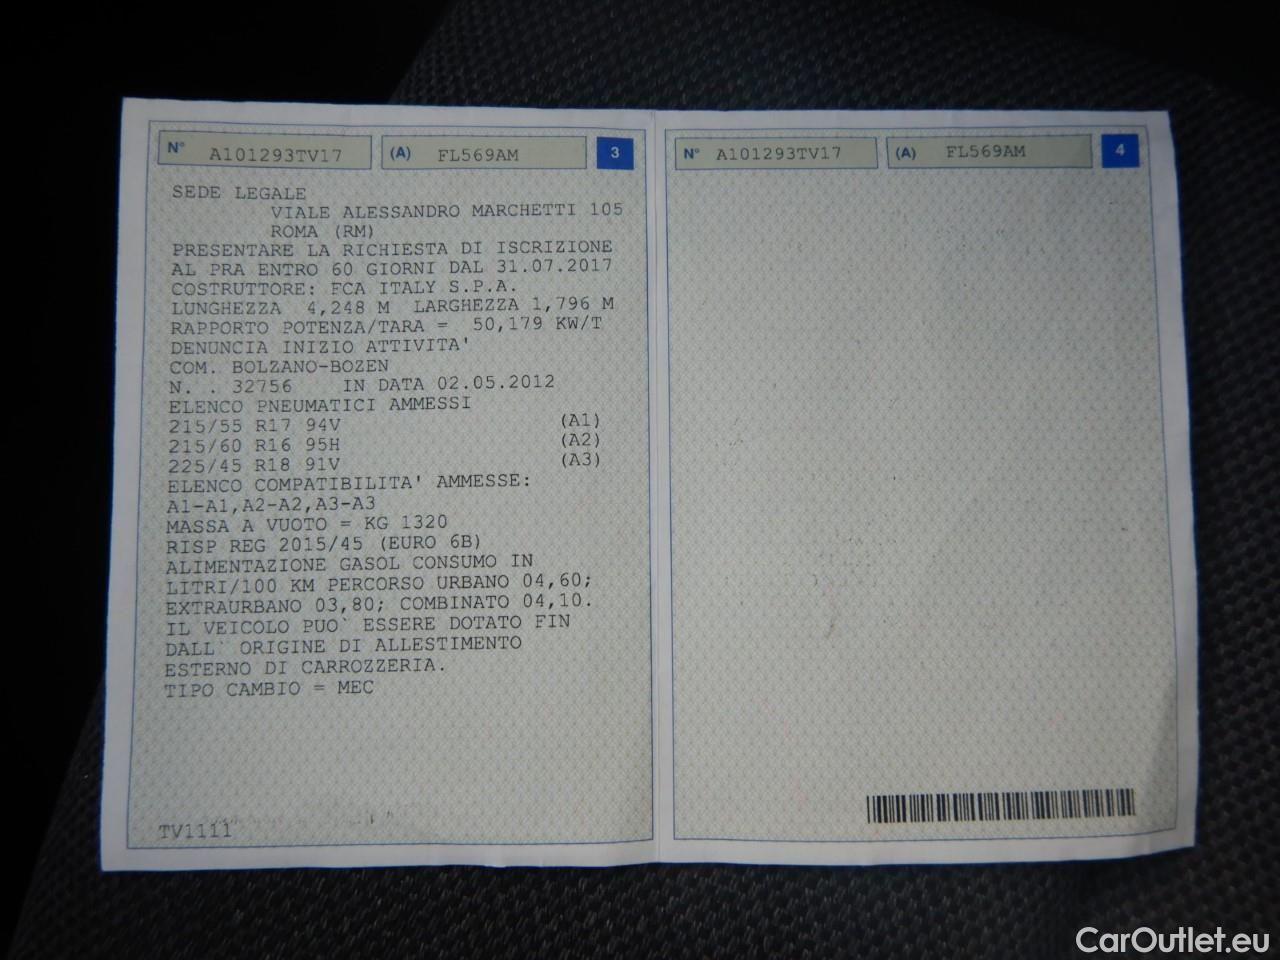 N° A101293TV17 (A) FL569AM 3
SEDE LEGALE
VIALE ALESSANDRO MARCHETTI 105
ROMA (RM)
PRESENTARE LA RICHIESTA DI ISCRIZIONE
AL PRA ENTRO 60 GIORNI DAL 31.07.2017
COSTRUTTORE: FCA ITALY S.P.A.
LUNGHEZZA 4,248 M LARGHEZZA 1,796 M
RAPPORTO POTENZA/TARA = 50,179 KW/T
DENUNCIA INIZIO ATTIVITA'
COM. BOLZANO-BOZEN
N. . 32756 IN DATA 02.05.2012
ELENCO PNEUMATICI AMMESSI
215/55 R17 94V (A1)
215/60 R16 95H (A2)
225/45 R18 91V (A3)
ELENCO COMPATIBILITA' AMMESSE:
A1-A1,A2-A2,A3-A3
MASSA A VUOTO = KG 1320
RISP REG 2015/45 (EURO 6B)
ALIMENTAZIONE GASOL CONSUMO IN
LITRI/100 KM PERCORSO URBANO 04,60;
EXTRAURBANO 03,80; COMBINATO 04,10.
IL VEICOLO PUO` ESSERE DOTATO FIN
DALL` ORIGINE DI ALLESTIMENTO
ESTERNO DI CARROZZERIA.
TIPO CAMBIO = MEC
TV1111
N° A101293TV17 (A) FL569AM 4
CarOutlet.eu